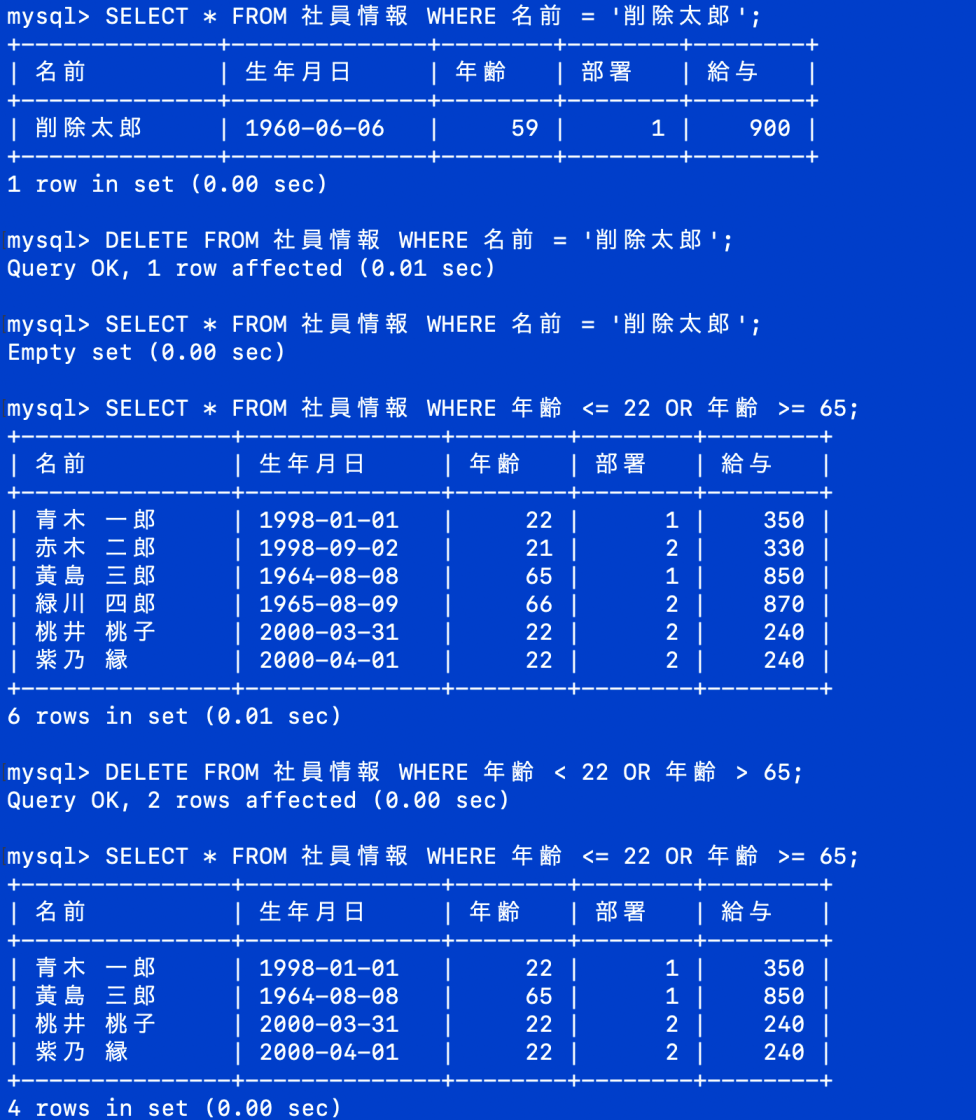 mysql> SELECT * FROM 社員情報 WHERE 名前 = '削除太郎';
+--------------+--------------+--------+--------+--------+
| 名前         | 生年月日     | 年齢   | 部署   | 給与   |
+--------------+--------------+--------+--------+--------+
| 削除太郎     | 1960-06-06   |     59 |      1 |    900 |
+--------------+--------------+--------+--------+--------+
1 row in set (0.00 sec)

mysql> DELETE FROM 社員情報 WHERE 名前 = '削除太郎';
Query OK, 1 row affected (0.01 sec)

mysql> SELECT * FROM 社員情報 WHERE 名前 = '削除太郎';
Empty set (0.00 sec)

mysql> SELECT * FROM 社員情報 WHERE 年齢 <= 22 OR 年齢 >= 65;
+---------------+--------------+--------+--------+--------+
| 名前          | 生年月日     | 年齢   | 部署   | 給与   |
+---------------+--------------+--------+--------+--------+
| 青木 一郎     | 1998-01-01   |     22 |      1 |    350 |
| 赤木 二郎     | 1998-09-02   |     21 |      2 |    330 |
| 黃島 三郎     | 1964-08-08   |     65 |      1 |    850 |
| 緑川 四郎     | 1965-08-09   |     66 |      2 |    870 |
| 桃井 桃子     | 2000-03-31   |     22 |      2 |    240 |
| 紫乃 縁       | 2000-04-01   |     22 |      2 |    240 |
+---------------+--------------+--------+--------+--------+
6 rows in set (0.01 sec)

mysql> DELETE FROM 社員情報 WHERE 年齢 < 22 OR 年齢 > 65;
Query OK, 2 rows affected (0.00 sec)

mysql> SELECT * FROM 社員情報 WHERE 年齢 <= 22 OR 年齢 >= 65;
+---------------+--------------+--------+--------+--------+
| 名前          | 生年月日     | 年齢   | 部署   | 給与   |
+---------------+--------------+--------+--------+--------+
| 青木 一郎     | 1998-01-01   |     22 |      1 |    350 |
| 黃島 三郎     | 1964-08-08   |     65 |      1 |    850 |
| 桃井 桃子     | 2000-03-31   |     22 |      2 |    240 |
| 紫乃 縁       | 2000-04-01   |     22 |      2 |    240 |
+---------------+--------------+--------+--------+--------+
4 rows in set (0.00 sec)